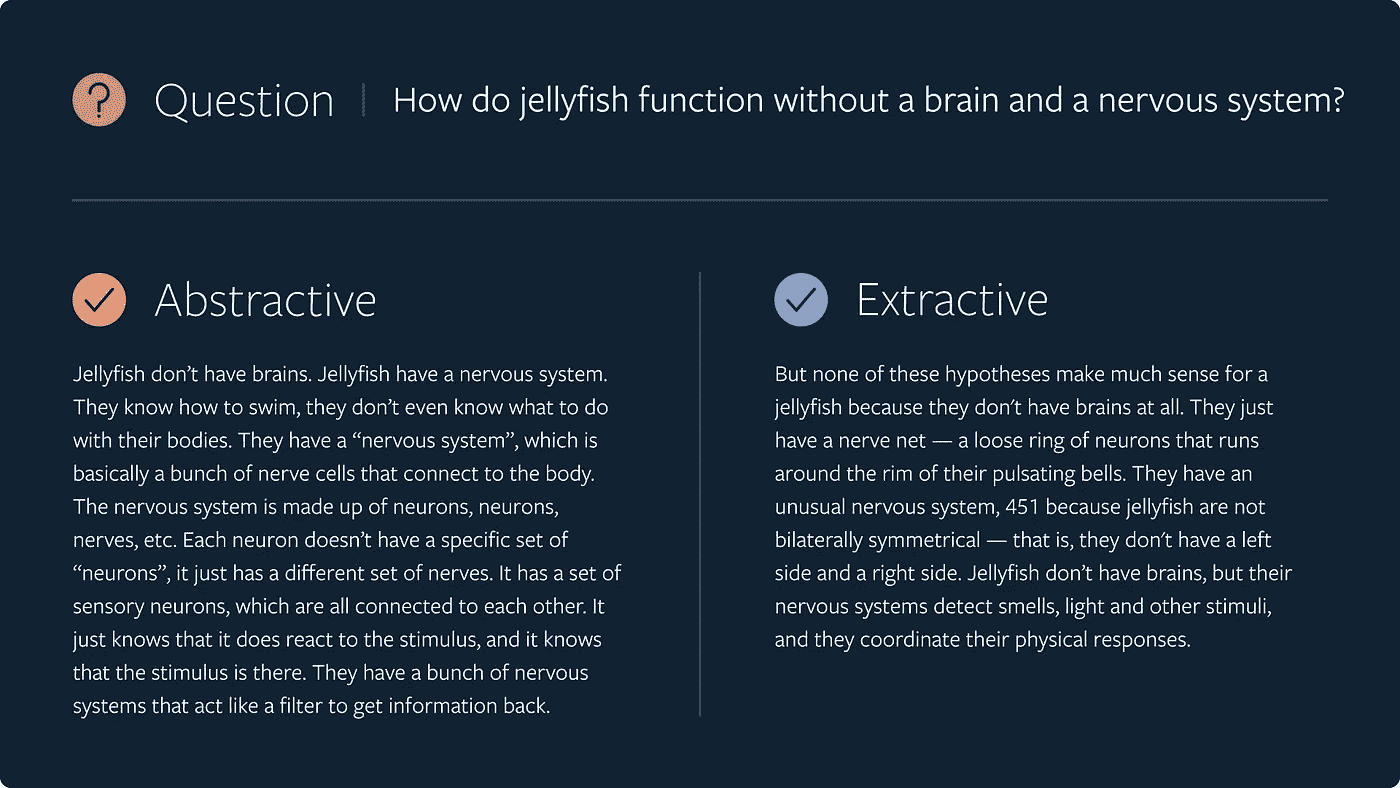 Question
How do jellyfish function without a brain and a nervous system?
Abstractive
Jellyfish don’t have brains. Jellyfish have a nervous system.
They know how to swim, they don’t even know what to do
with their bodies. They have a “nervous system”, which is
basically a bunch of nerve cells that connect to the body.
The nervous system is made up of neurons, neurons,
nerves, etc. Each neuron doesn’t have a specific set of
“neurons”, it just has a different set of nerves. It has a set of
sensory neurons, which are all connected to each other. It
just knows that it does react to the stimulus, and it knows
that the stimulus is there. They have a bunch of nervous
systems that act like a filter to get information back.
Extractive
But none of these hypotheses make much sense for a
jellyfish because they don’t have brains at all. They just
have a nerve net — a loose ring of neurons that runs
around the rim of their pulsating bells. They have an
unusual nervous system, 451 because jellyfish are not
bilaterally symmetrical — that is, they don’t have a left
side and a right side. Jellyfish don’t have brains, but their
nervous systems detect smells, light and other stimuli,
and they coordinate their physical responses.